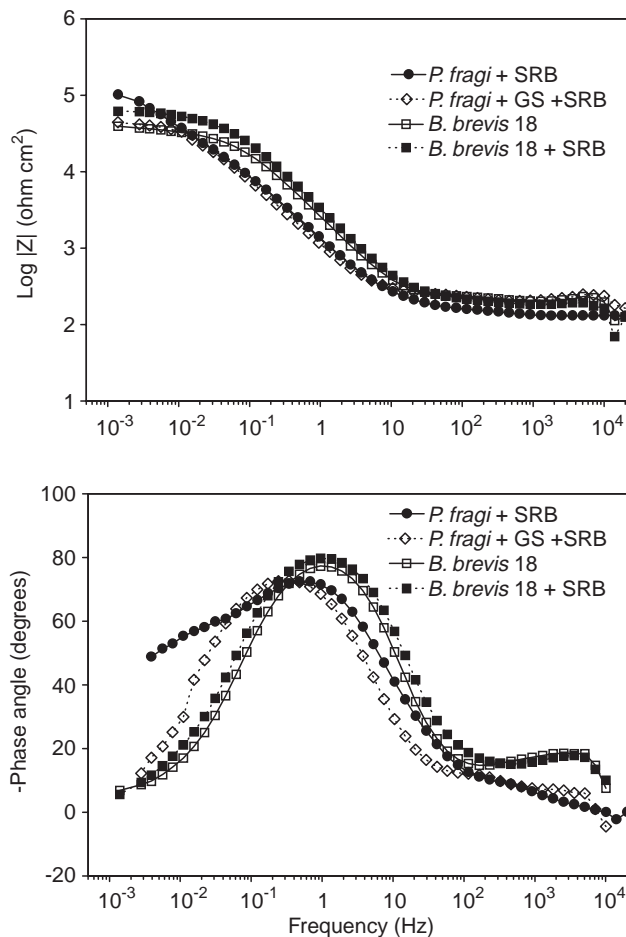 6
5
4
3
2
1
Log |Z| (ohm cm²)
P. fragi + SRB
P. fragi + GS +SRB
B. brevis 18
B. brevis 18 + SRB
10⁻³ 10⁻² 10⁻¹ 1 10 10² 10³ 10⁴
100
80
60
40
20
0
-20
-Phase angle (degrees)
P. fragi + SRB
P. fragi + GS +SRB
B. brevis 18
B. brevis 18 + SRB
10⁻³ 10⁻² 10⁻¹ 1 10 10² 10³ 10⁴
Frequency (Hz)